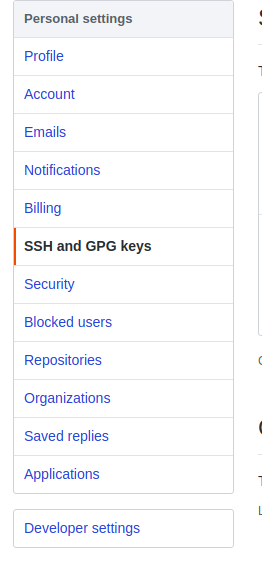 Personal settings
Profile
Account
Emails
Notifications
Billing
SSH and GPG keys
Security
Blocked users
Repositories
Organizations
Saved replies
Applications
Developer settings